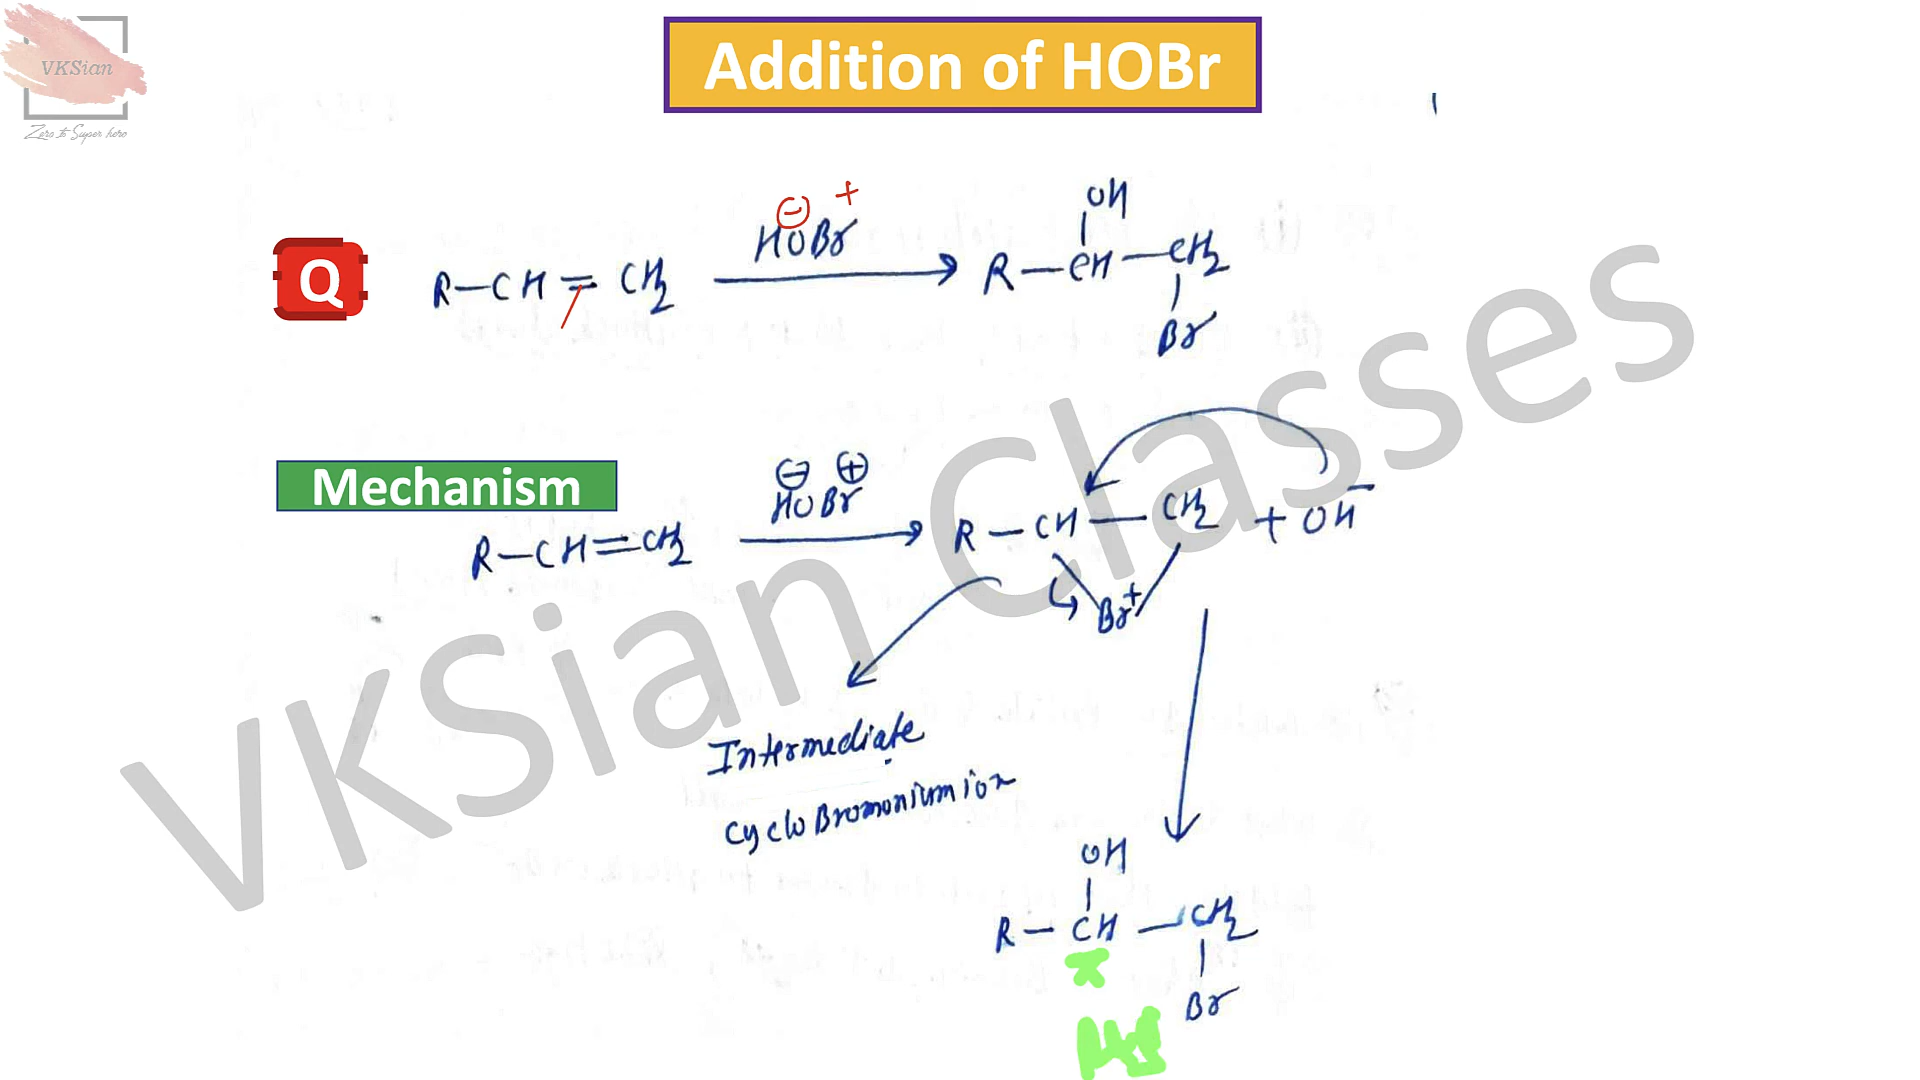 VKSian
Zero to Super hero
Addition of HOBr
Q
R-CH=CH2
⊖ +
HOBr
OH
R-CH-CH2
Br
Mechanism
R-CH=CH2
⊖ ⊕
HOBr
R-CH-CH2 + OH-
Br+
Intermediate
cyclo Bromonium ion
OH
R-CH-CH2
Br
VKSian Classes